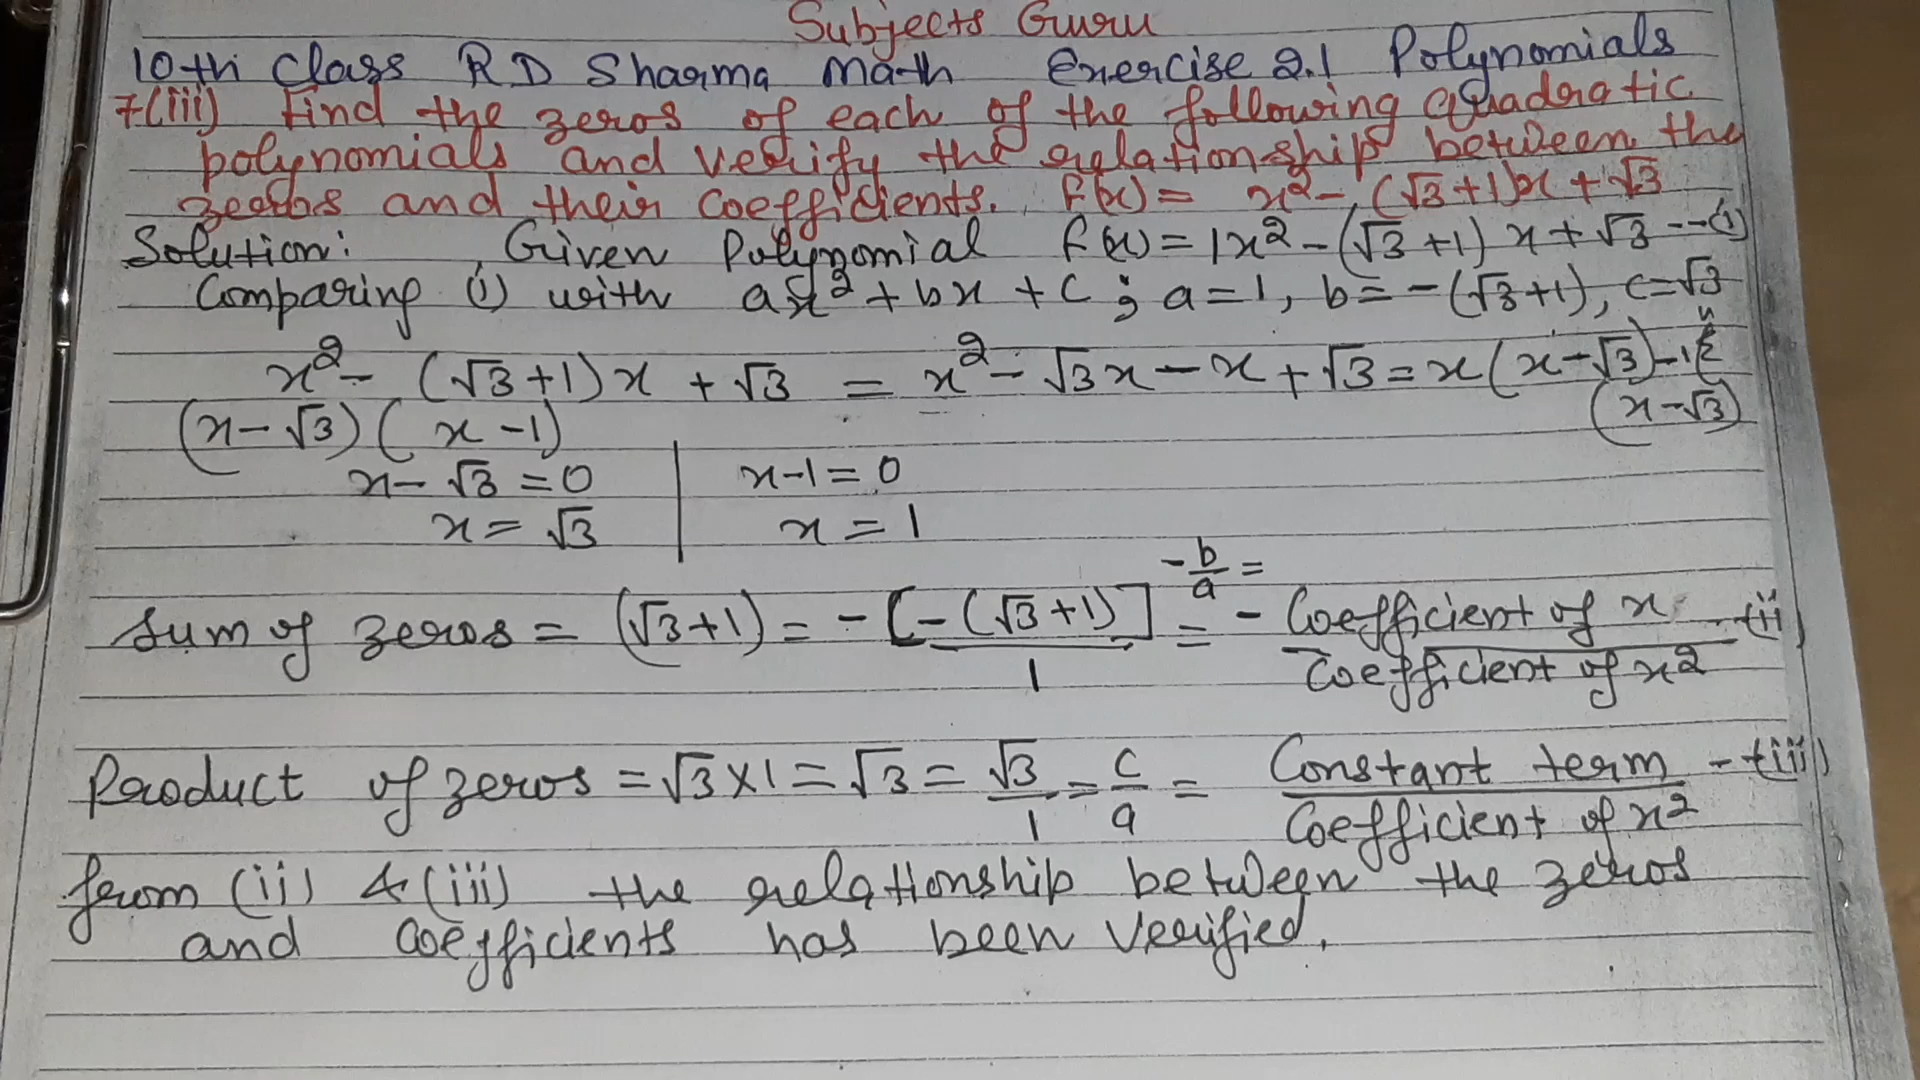 Subjects Guru
10th Class RD Sharma Math Exercise 2.1 Polynomials
7(iii) Find the zeros of each of the following quadratic
polynomials and verify the relationship between the
zeros and their coefficients. f(x) = x² - (√3+1)x + √3
Solution: Given Polynomial f(x) = 1x² - (√3+1) x + √3 --- (i)
Comparing (i) with ax² + bx + c ; a = 1, b = -(√3+1), c = √3
x² - (√3+1)x + √3 = x² - √3x - x + √3 = x(x-√3) - 1
(x-√3)
(x-√3)(x-1)
x - √3 = 0 | x-1 = 0
x = √3 | x = 1
Sum of zeros = (√3+1) = -[-(√3+1)]/1 = -b/a = - Coefficient of x / Coefficient of x² - (ii)
Product of zeros = √3×1 = √3 = √3/1 = c/a = Constant term / Coefficient of x² - (iii)
from (ii) & (iii) the relationship between the zeros
and coefficients has been verified.